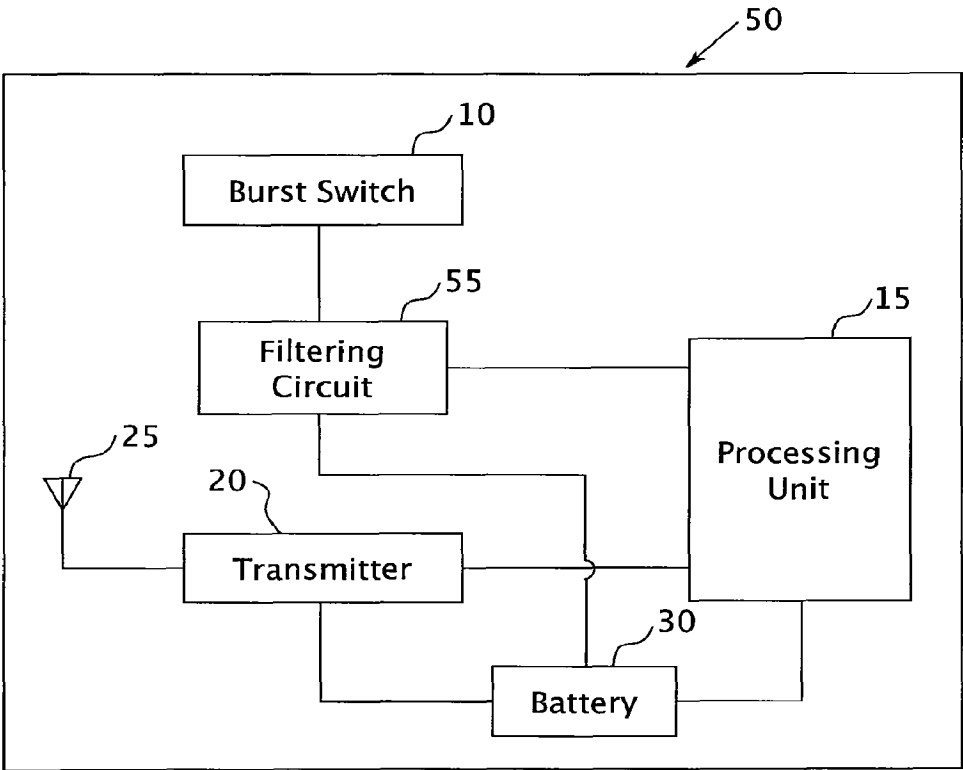 50
10
Burst Switch
55
15
Filtering
Circuit
25
Processing
Unit
20
Transmitter
30
Battery